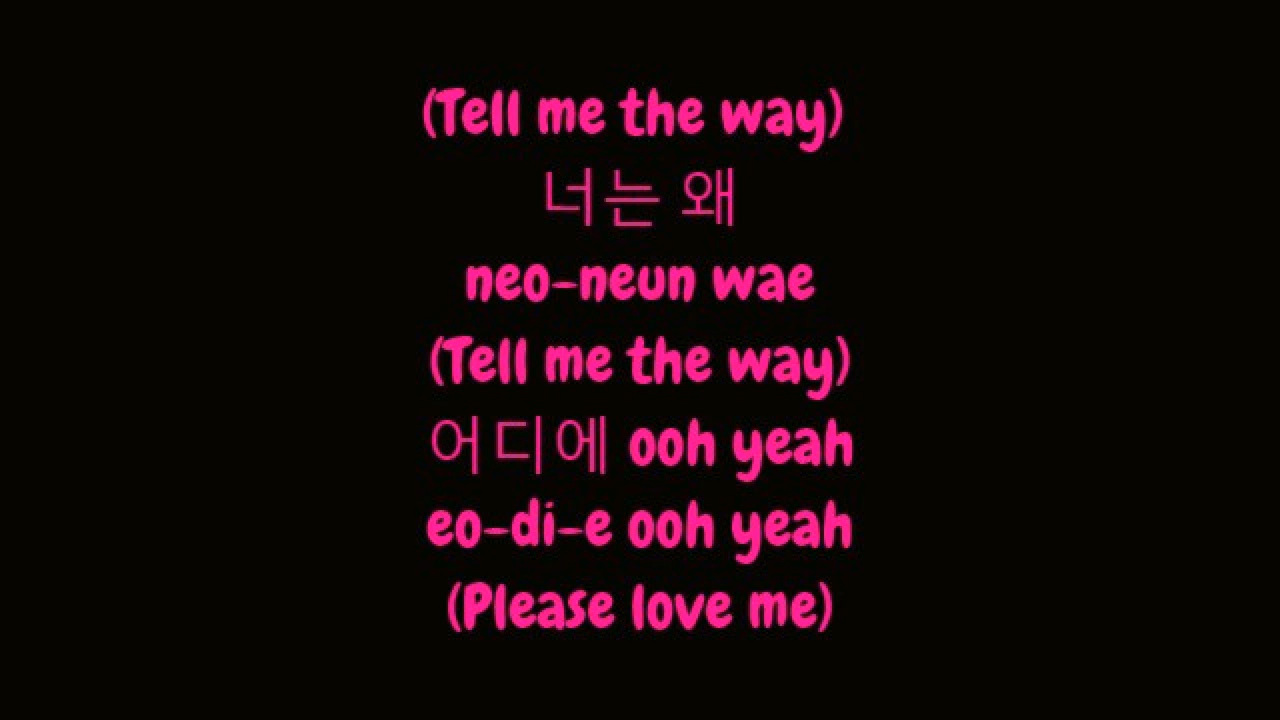 (Tell me the way)
너는 왜
neo-neun wae
(Tell me the way)
어디에 ooh yeah
eo-di-e ooh yeah
(Please love me)